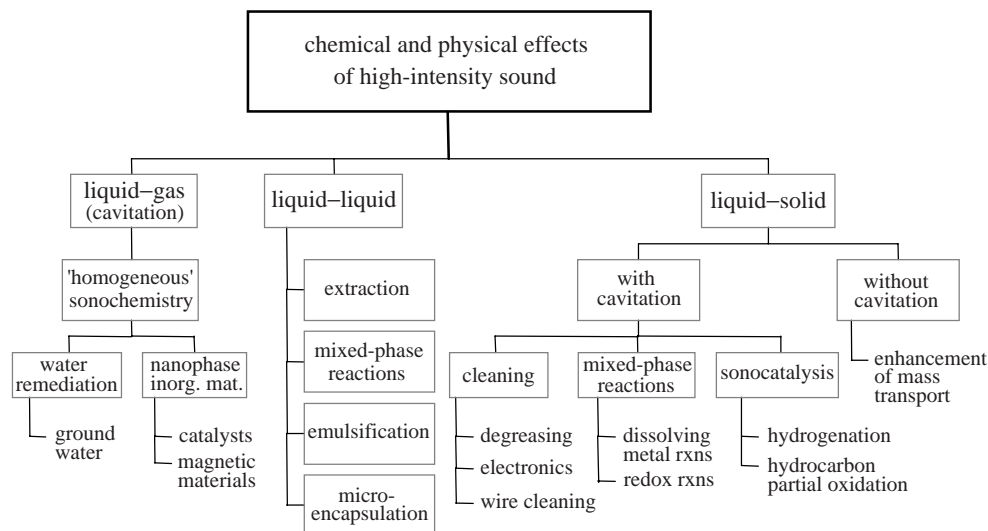 chemical and physical effects
of high-intensity sound
liquid−gas
(cavitation)
liquid−liquid
liquid−solid
'homogeneous'
sonochemistry
extraction
with
cavitation
without
cavitation
water
remediation
nanophase
inorg. mat.
mixed-phase
reactions
cleaning
mixed-phase
reactions
sonocatalysis
enhancement
of mass
transport
ground
water
catalysts
magnetic
materials
emulsification
degreasing
electronics
wire cleaning
dissolving
metal rxns
redox rxns
hydrogenation
hydrocarbon
partial oxidation
micro-
encapsulation